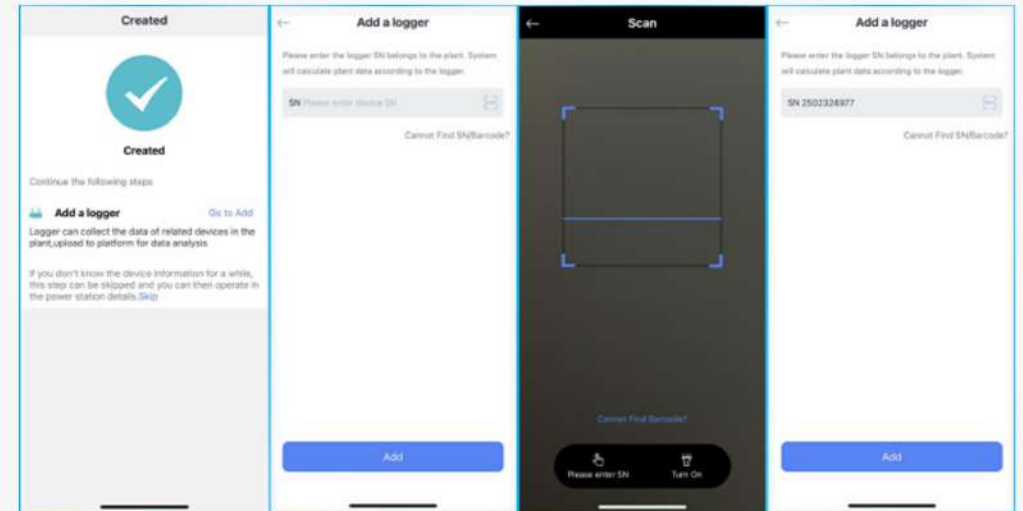 Created
Created
Continue the following steps
Add a logger
Go to Add
Logger can collect the data of related devices in the
plant,upload to platform for data analysis
If you don't know the device information for a while,
this step can be skipped and you can then operate in
the power station details.Skip
Add a logger
Please enter the logger SN belongs to the plant. System
will calculate plant data according to the logger.
SN Please enter device SN
Cannot Find SN/Barcode?
Add
Scan
Cannot Find Barcode?
Please enter SN
Turn On
Add a logger
Please enter the logger SN belongs to the plant. System
will calculate plant data according to the logger.
SN 2502324977
Cannot Find SN/Barcode?
Add